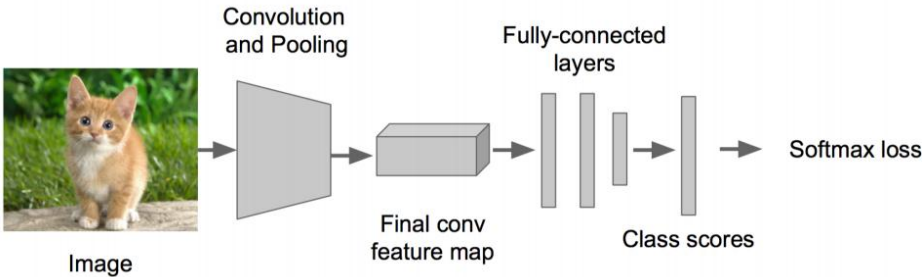 Convolution
and Pooling
Fully-connected
layers
Softmax loss
Final conv
feature map
Class scores
Image